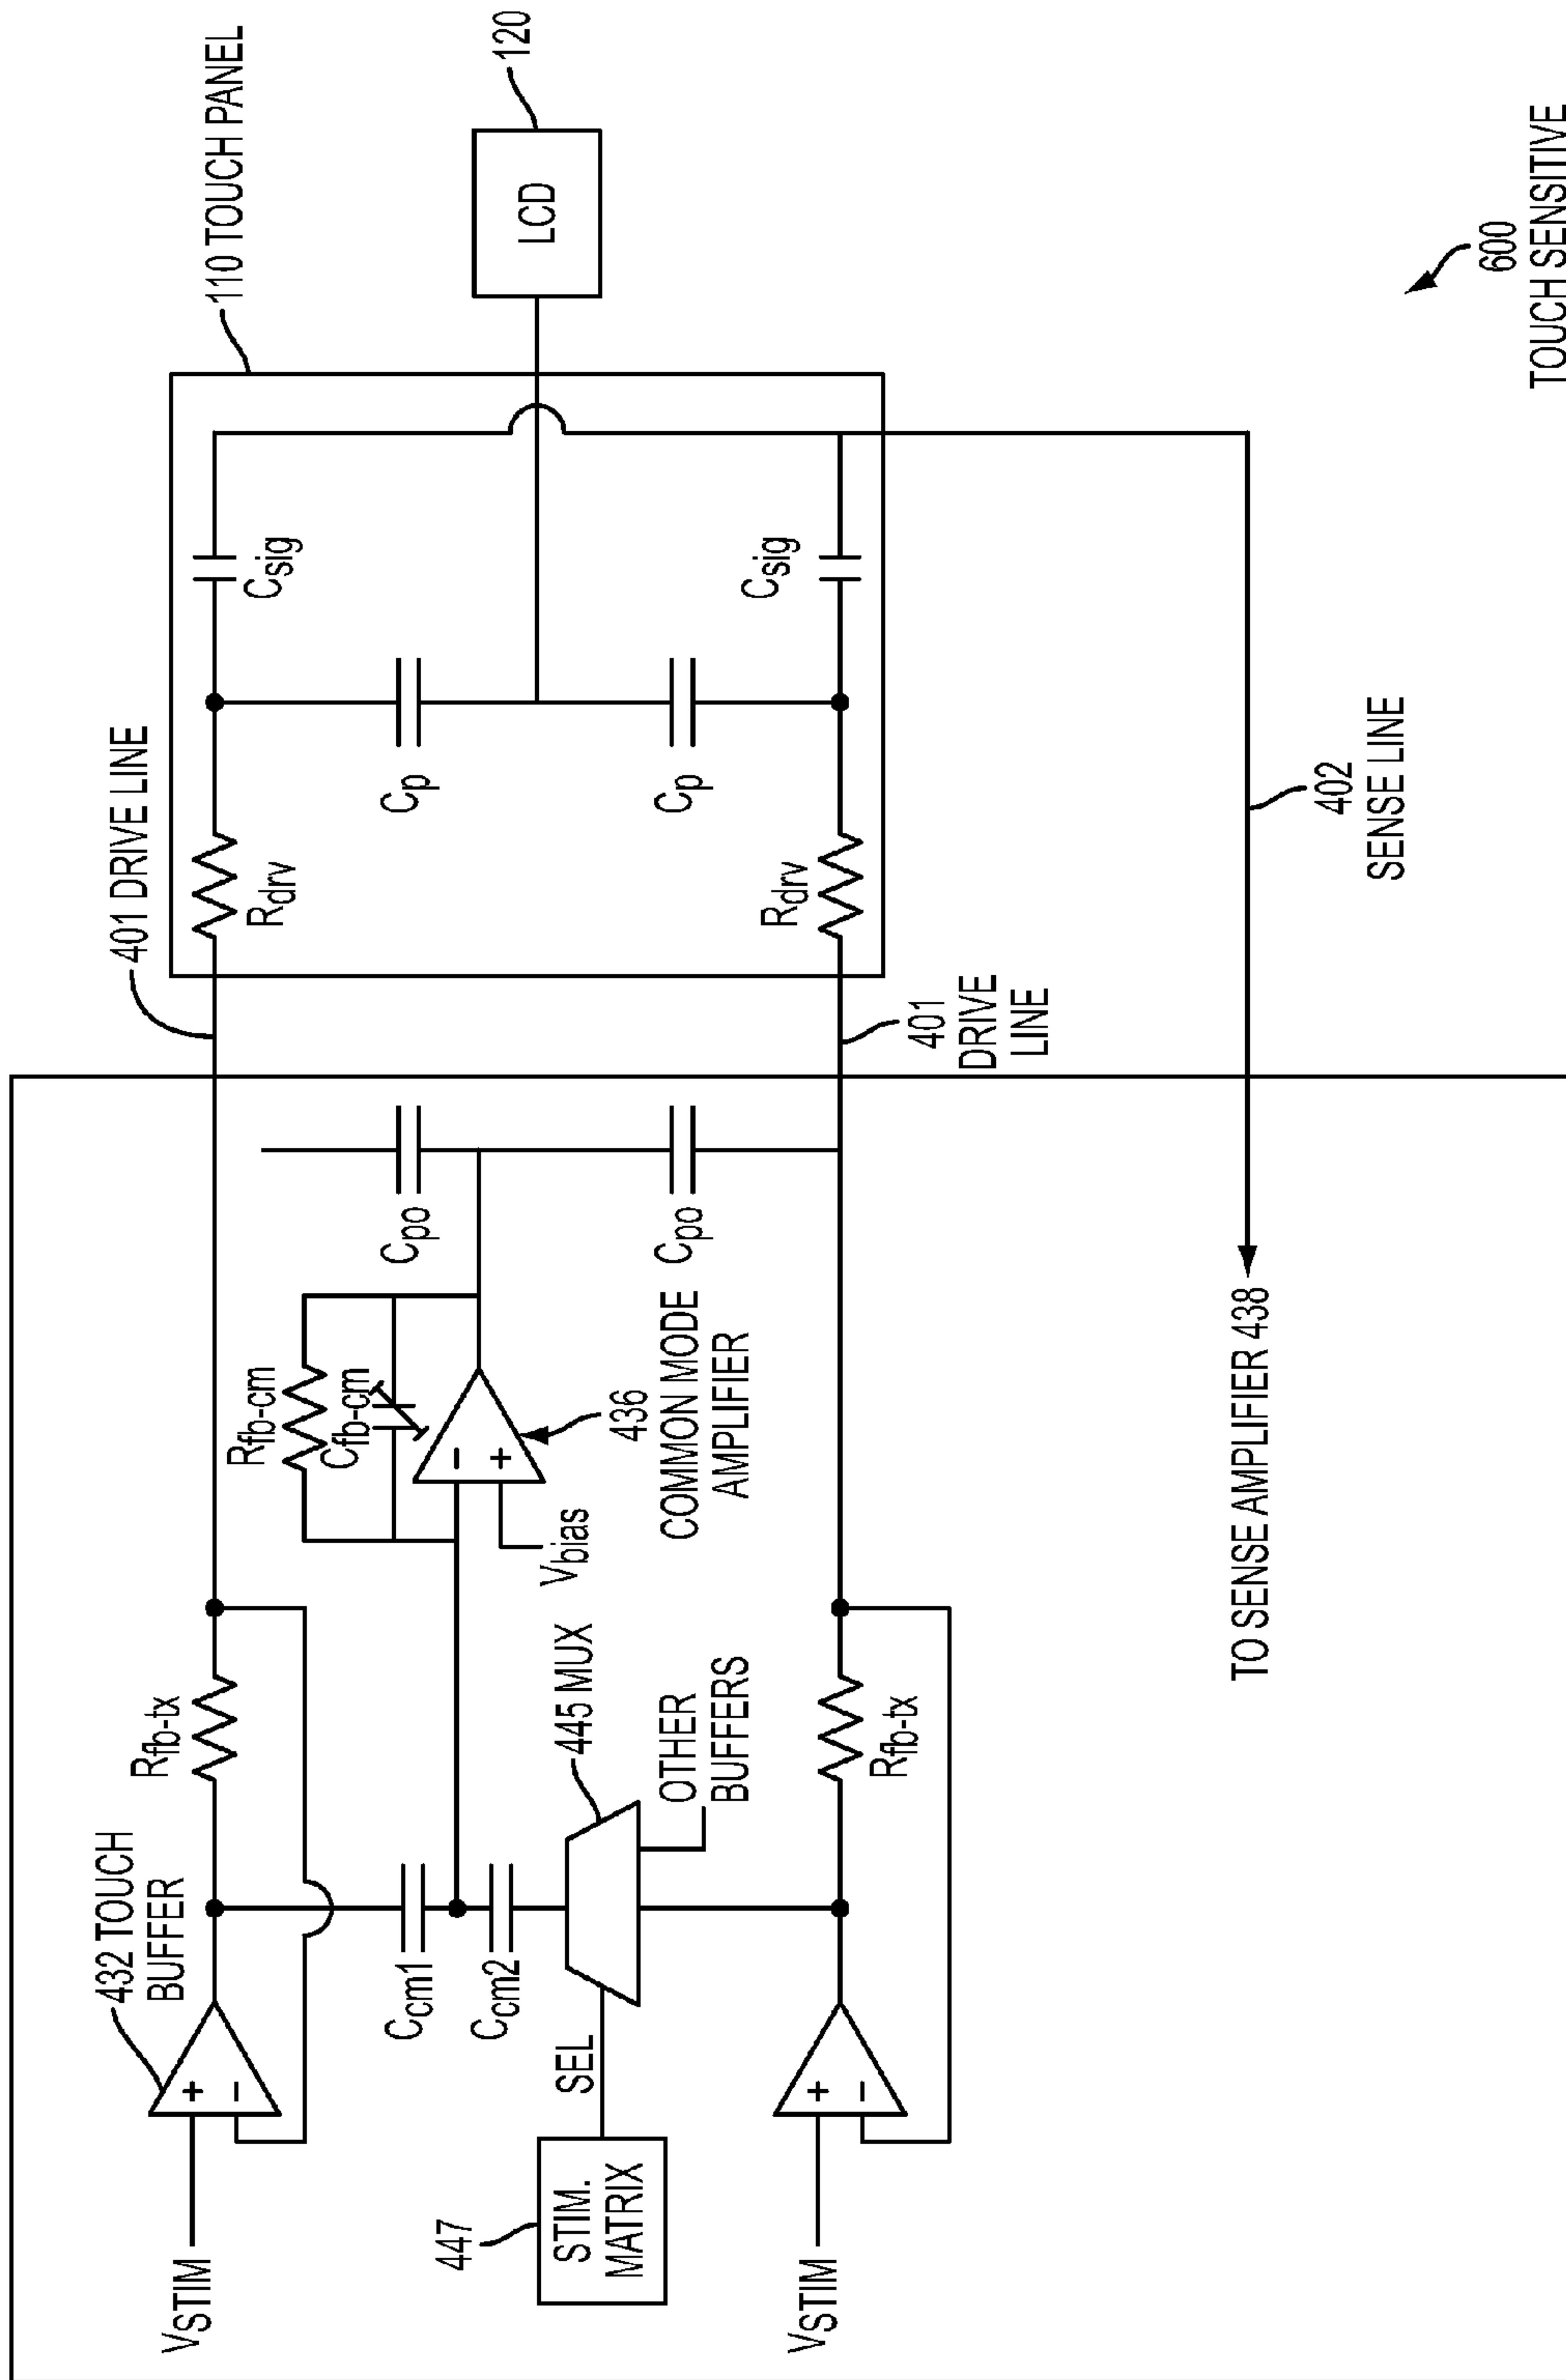 VSTIM
432 TOUCH
BUFFER
Rfb-tx
401 DRIVE LINE
110 TOUCH PANEL
Rdrv
Csig
Cp
LCD
120
Rfb-cm
Cfb-cm
Cpo
Ccm1
Ccm2
Vbias
436
COMMON MODE
AMPLIFIER
447
STIM.
MATRIX
SEL
445 MUX
OTHER
BUFFERS
Cpo
Cp
Csig
VSTIM
Rfb-tx
Rdrv
401
DRIVE
LINE
TO SENSE AMPLIFIER 438
402
SENSE LINE
600
TOUCH SENSITIVE